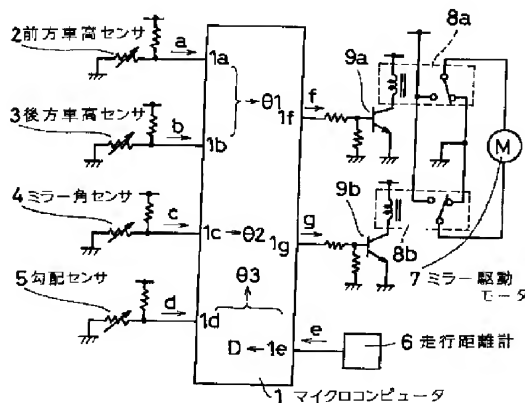 2前方車高センサ
a
1a
3後方車高センサ
b
1b
→θ1
4ミラー角センサ
c
1c→θ2
5勾配センサ
d
1d
θ3
D←1e
1f
f
1g
g
e
9a
8a
9b
8b
M
7ミラー駆動
モータ
6走行距離計
1マイクロコンピュータ